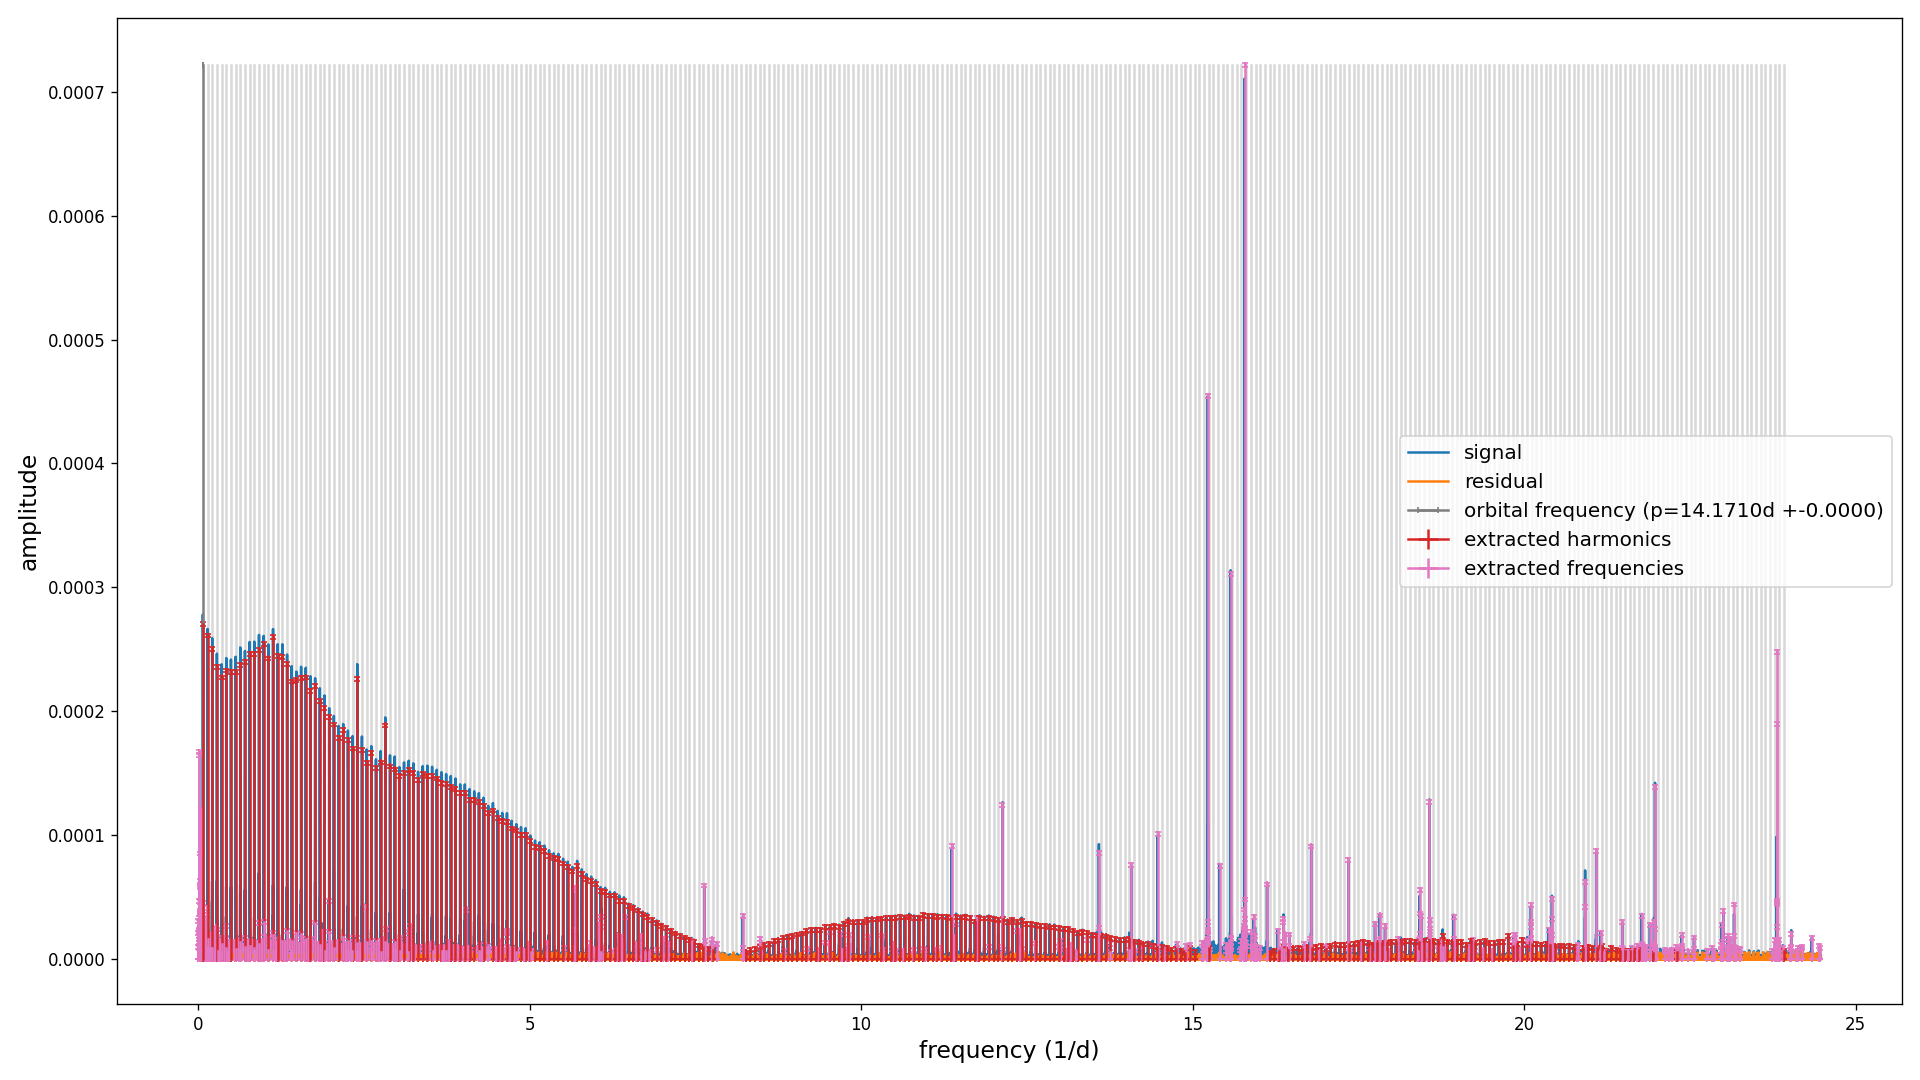 0.0007
0.0006
0.0005
0.0004
0.0003
0.0002
0.0001
0.0000
amplitude
signal
residual
orbital frequency (p=14.1710d +-0.0000)
extracted harmonics
extracted frequencies
0 5 10 15 20 25
frequency (1/d)